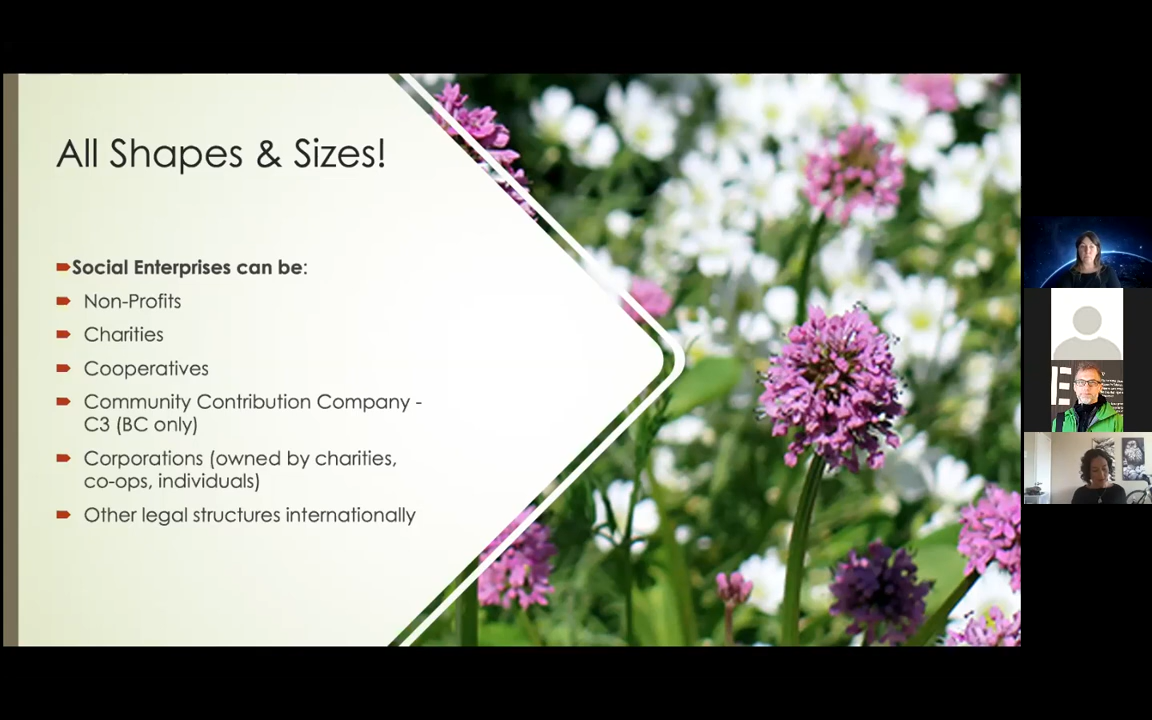 All Shapes & Sizes!
Social Enterprises can be:
Non-Profits
Charities
Cooperatives
Community Contribution Company -
C3 (BC only)
Corporations (owned by charities,
co-ops, individuals)
Other legal structures internationally